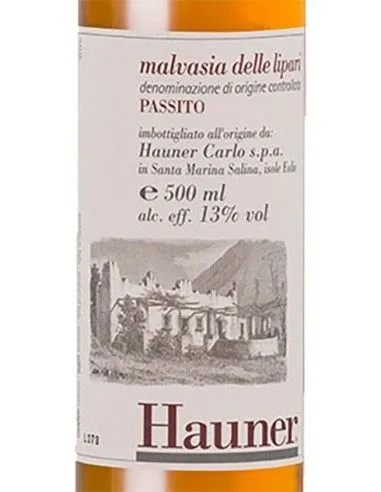 malvasia delle lipari
denominazione di origine controllata
PASSITO
imbottigliato all'origine da:
Hauner Carlo s.p.a.
in Santa Marina Salina, isole Eolie
e 500 ml
alc. eff. 13% vol
L079
Hauner